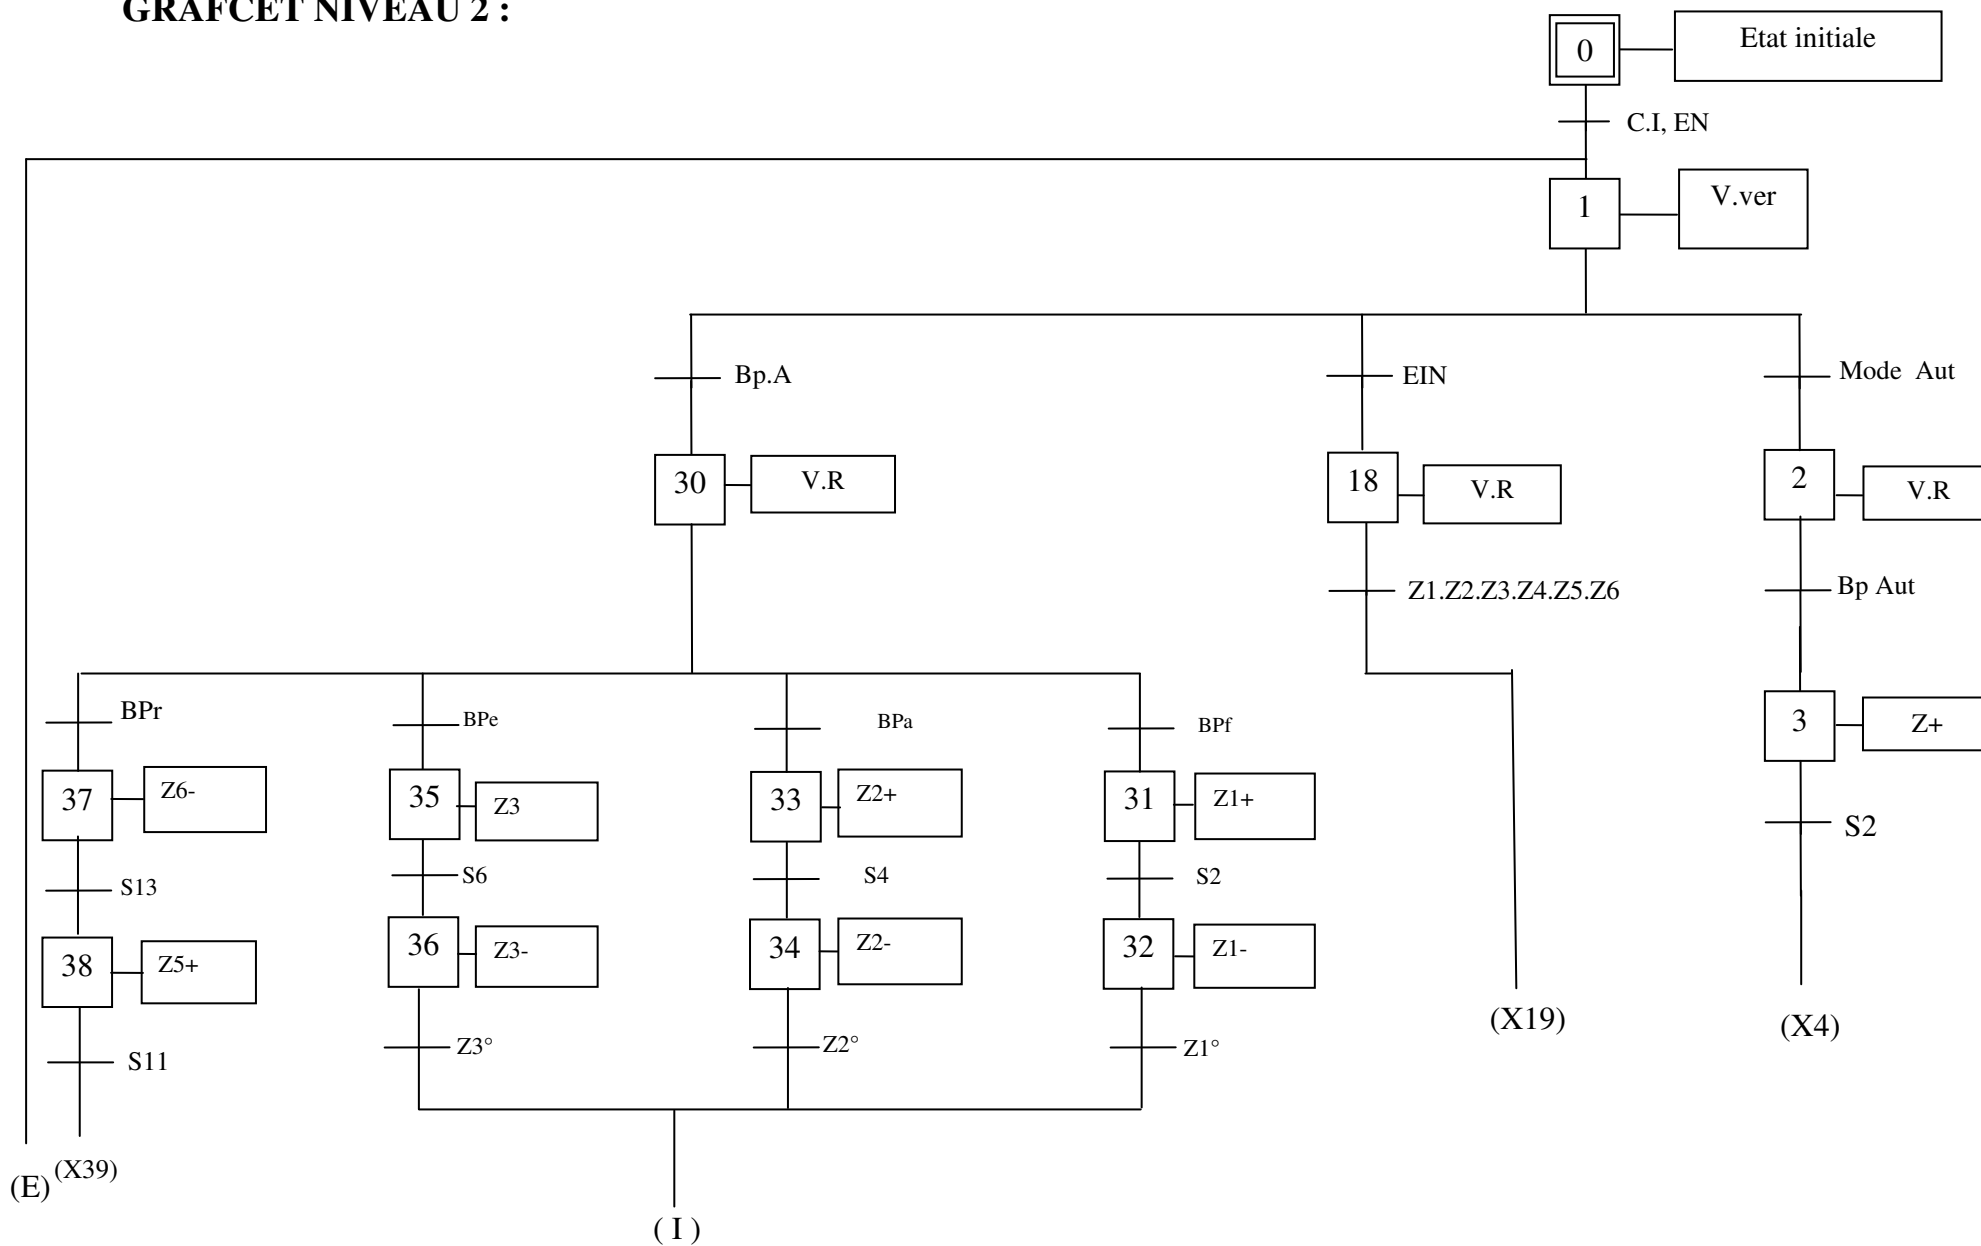 GRAFCET NIVEAU 2 :
0
Etat initiale
C.I, EN
1
V.ver
Bp.A
EIN
Mode Aut
30
V.R
18
V.R
2
V.R
Z1.Z2.Z3.Z4.Z5.Z6
Bp Aut
BPr
BPe
BPa
BPf
3
Z+
37
Z6-
35
Z3
33
Z2+
31
Z1+
S2
S13
S6
S4
S2
38
Z5+
36
Z3-
34
Z2-
32
Z1-
(X19)
(X4)
S11
Z3°
Z2°
Z1°
(E)
(X39)
( I )